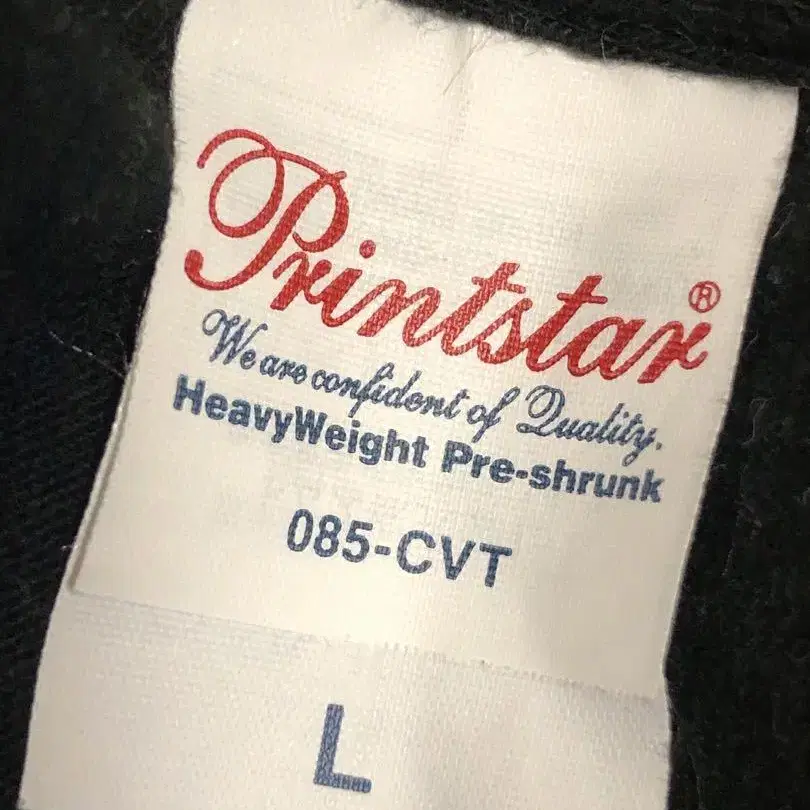 Printstar®
We are confident of Quality.
HeavyWeight Pre-shrunk
085-CVT
L